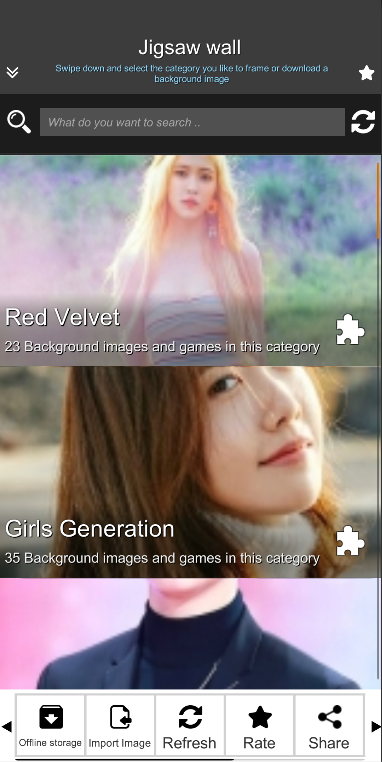 Jigsaw wall
Swipe down and select the category you like to frame or download a
background image
What do you want to search ..
Red Velvet
23 Background images and games in this category
Girls Generation
35 Background images and games in this category
Offline storage
Import Image
Refresh
Rate
Share